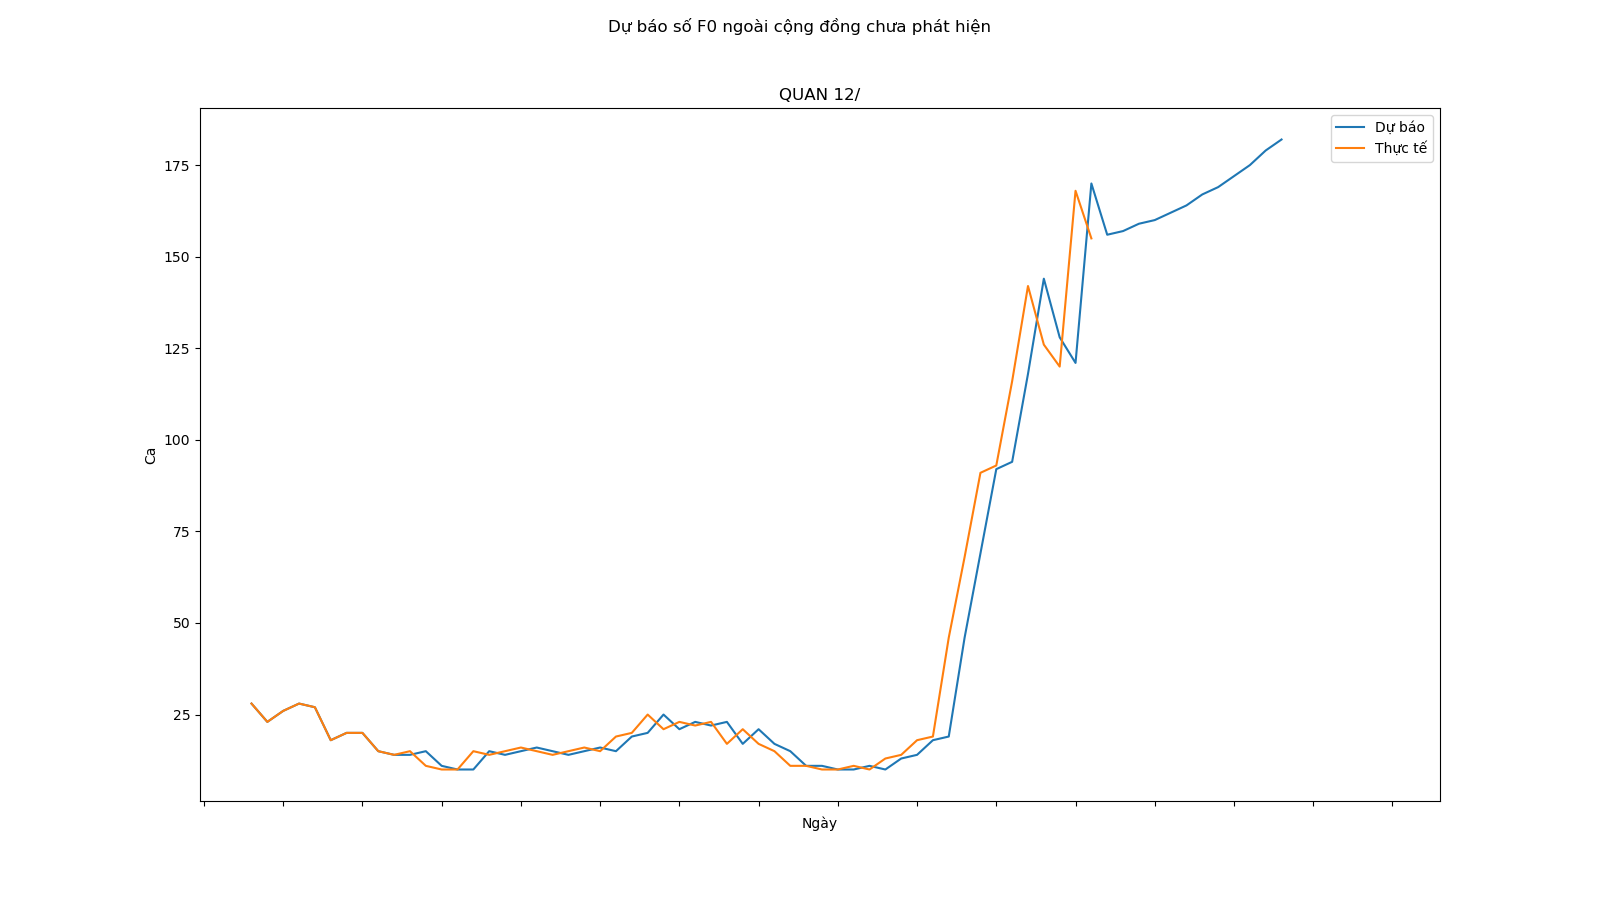 Dự báo số F0 ngoài cộng đồng chưa phát hiện
QUAN 12/
Dự báo
Thực tế
175
150
125
100
75
50
25
Ca
Ngày